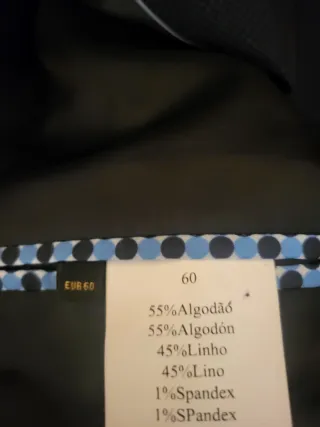 EUR 60
60
55%Algodão
55%Algodón
45%Linho
45%Lino
1%Spandex
1%SPandex